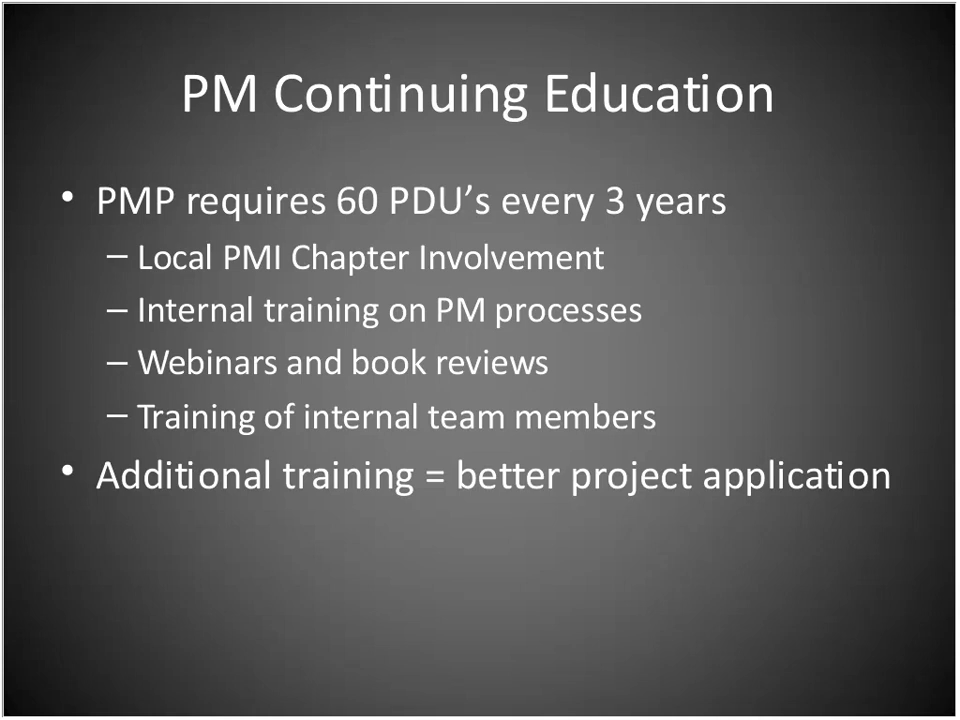 PM Continuing Education
• PMP requires 60 PDU’s every 3 years
– Local PMI Chapter Involvement
– Internal training on PM processes
– Webinars and book reviews
– Training of internal team members
• Additional training = better project application